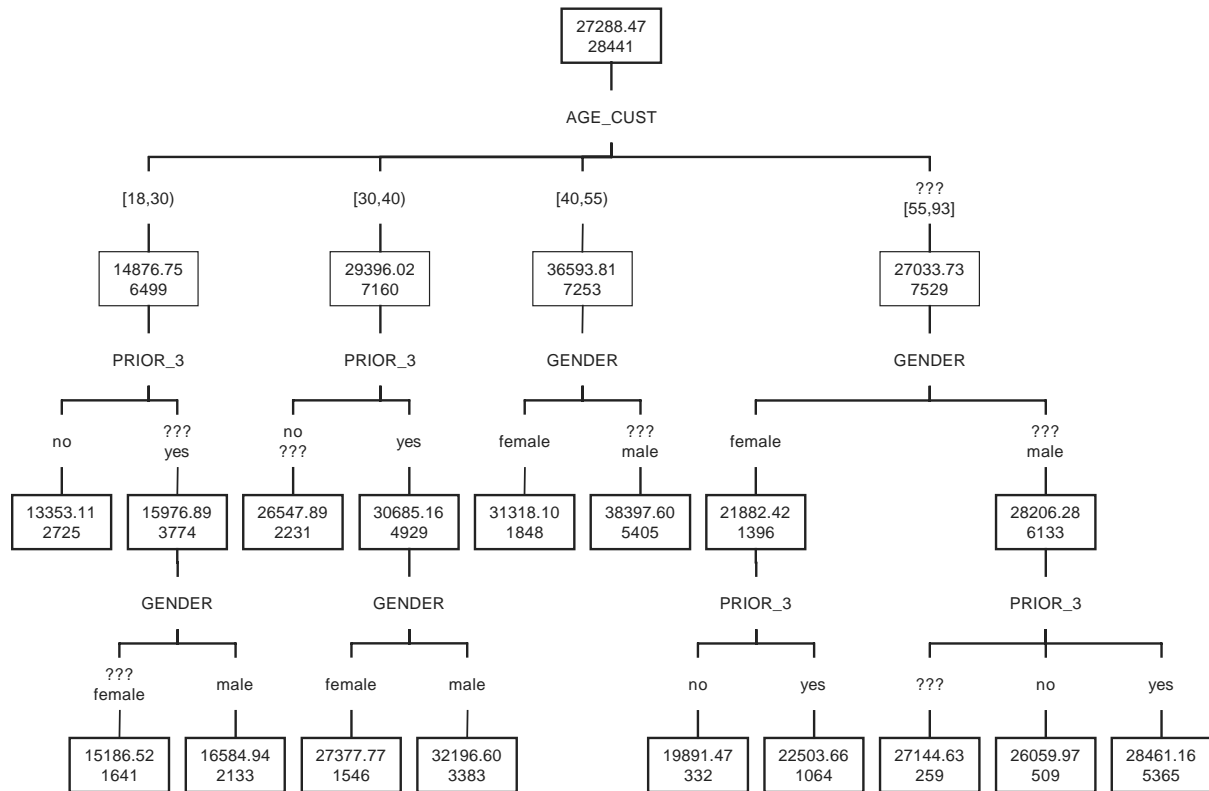 27288.47
28441
AGE_CUST
[18,30)
[30,40)
[40,55)
???
[55,93]
14876.75
6499
29396.02
7160
36593.81
7253
27033.73
7529
PRIOR_3
PRIOR_3
GENDER
GENDER
no
???
yes
no
???
yes
female
???
male
female
???
male
13353.11
2725
15976.89
3774
26547.89
2231
30685.16
4929
31318.10
1848
38397.60
5405
21882.42
1396
28206.28
6133
GENDER
GENDER
PRIOR_3
PRIOR_3
???
female
male
female
male
no
yes
???
no
yes
15186.52
1641
16584.94
2133
27377.77
1546
32196.60
3383
19891.47
332
22503.66
1064
27144.63
259
26059.97
509
28461.16
5365